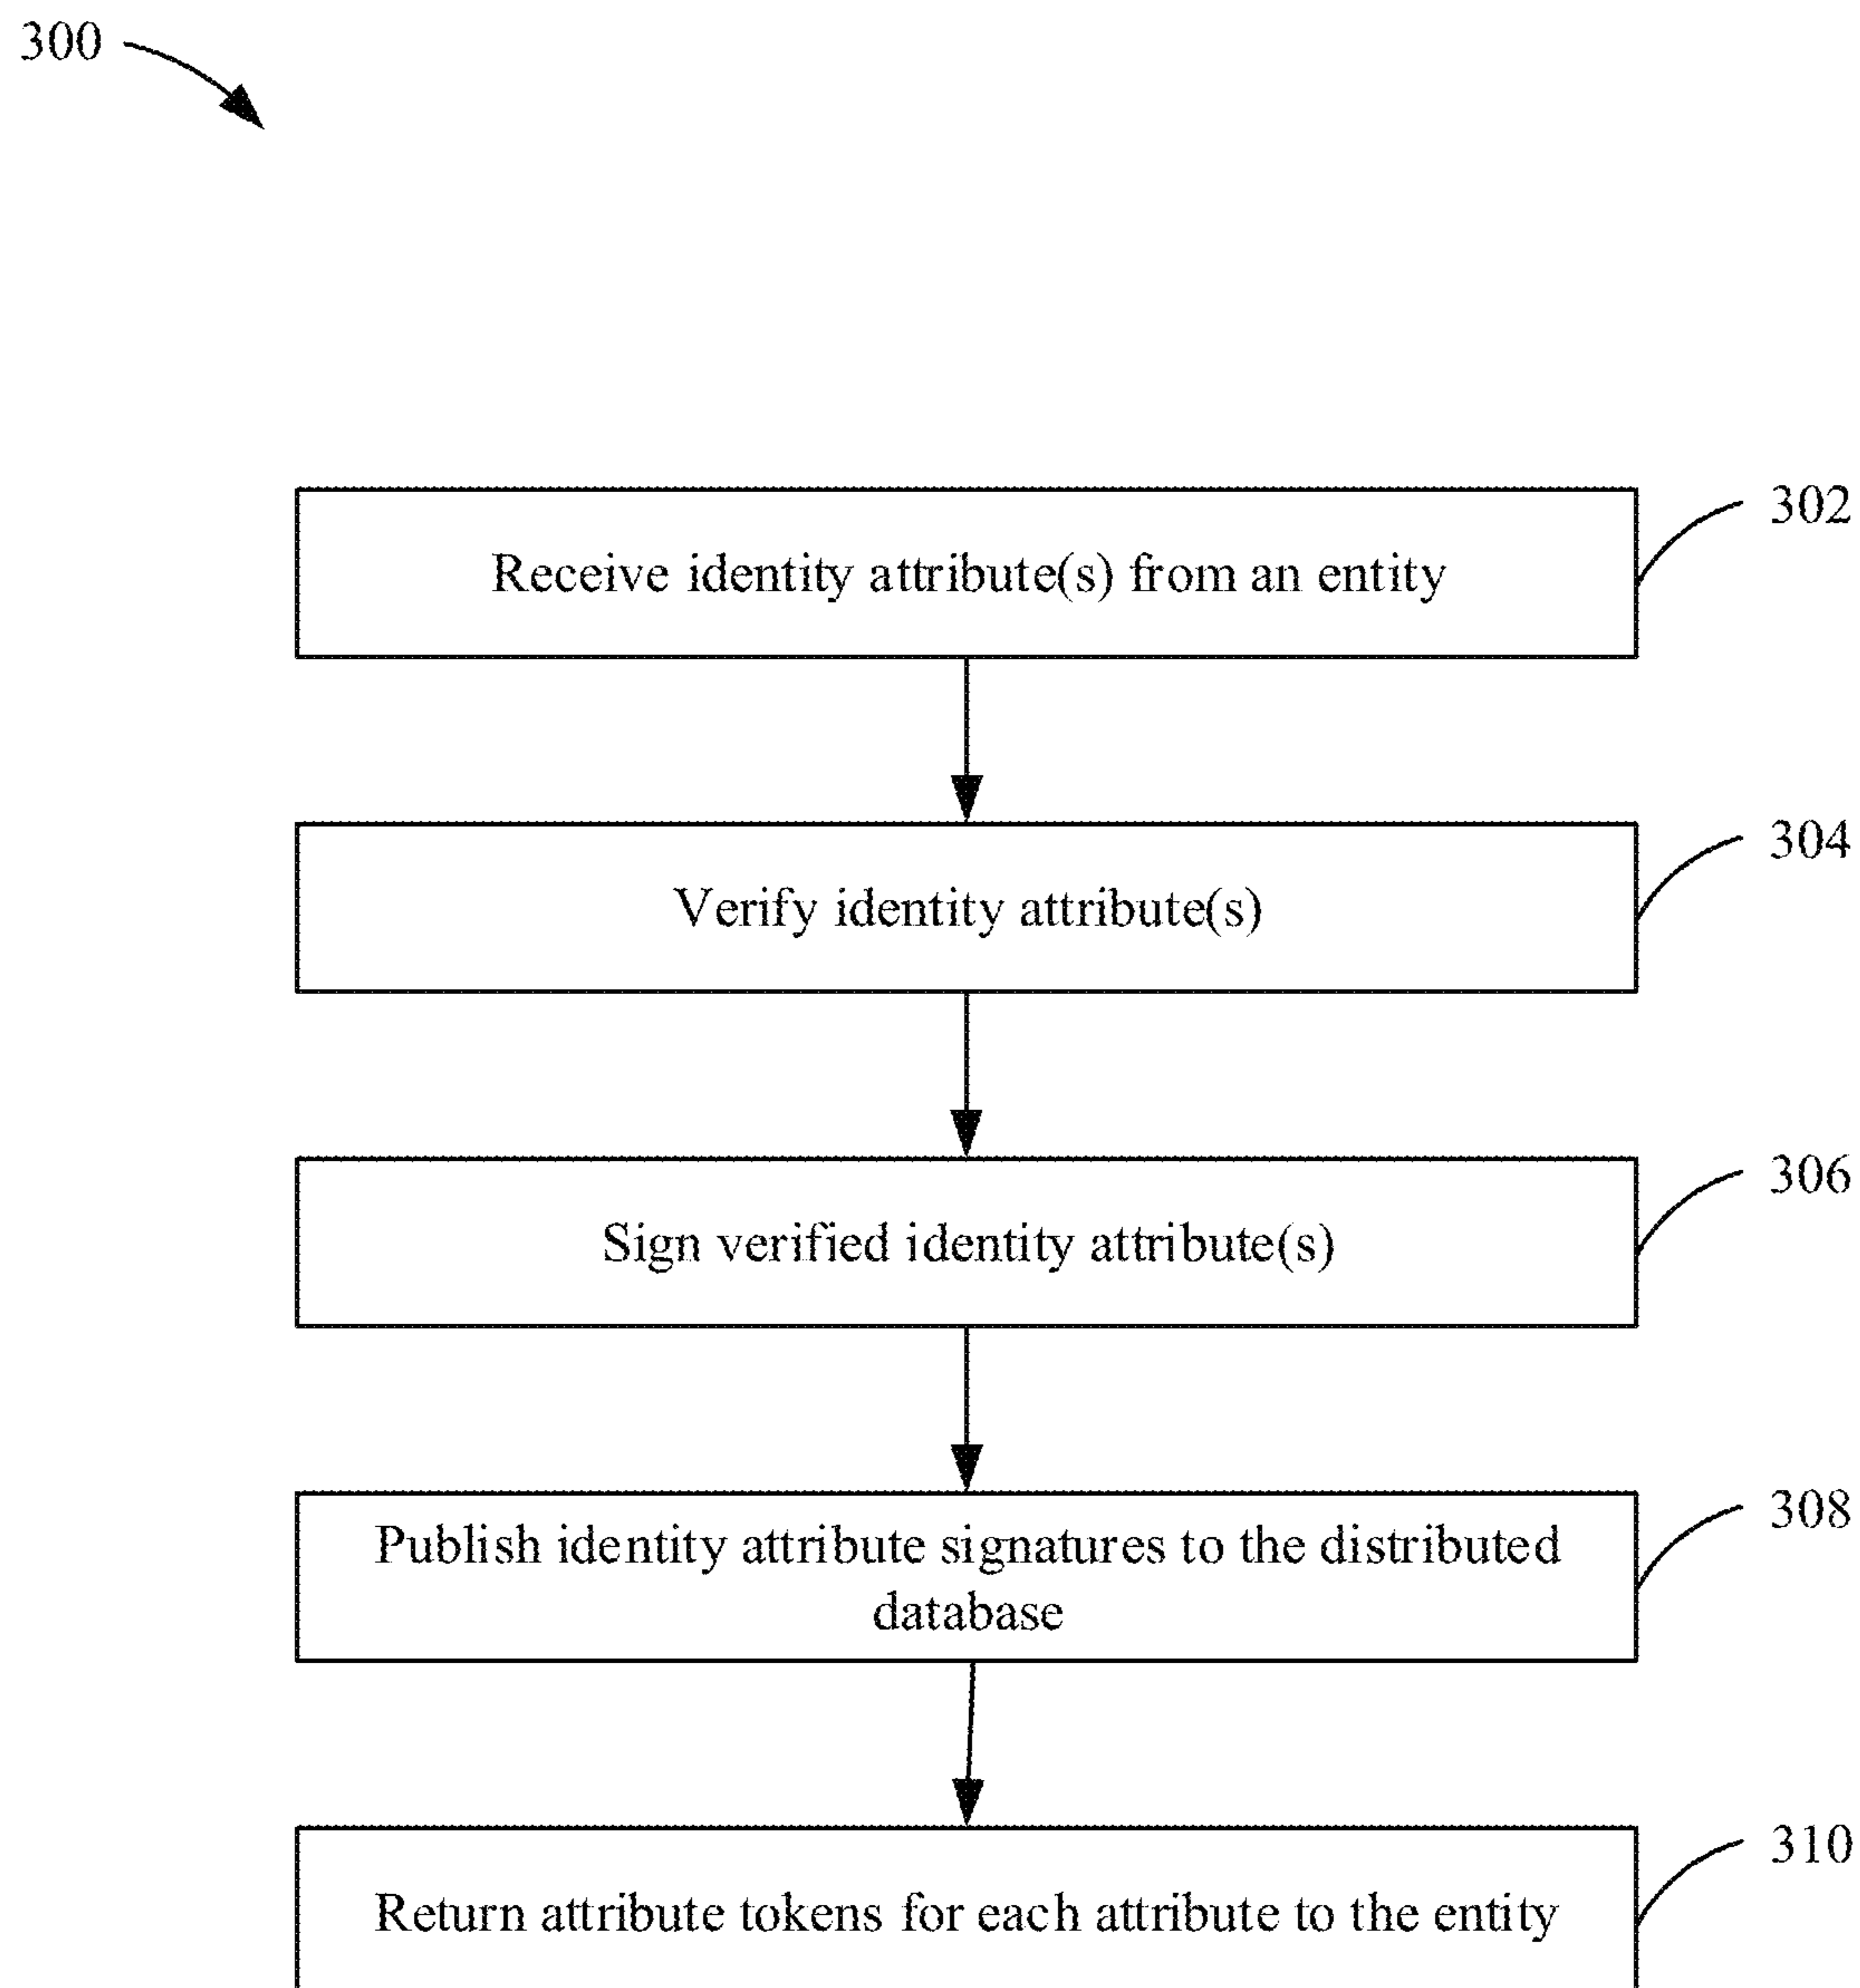 300
302
Receive identity attribute(s) from an entity
304
Verify identity attribute(s)
306
Sign verified identity attribute(s)
308
Publish identity attribute signatures to the distributed
database
310
Return attribute tokens for each attribute to the entity